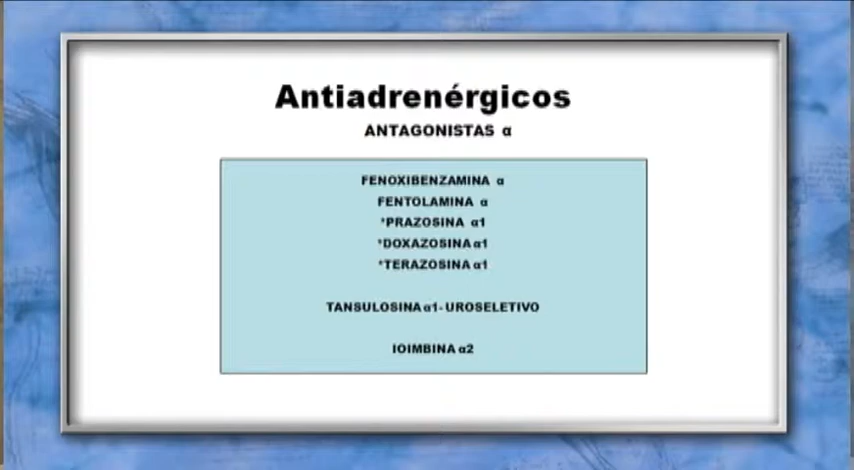 Antiadrenérgicos
ANTAGONISTAS α
FENOXIBENZAMINA α
FENTOLAMINA α
*PRAZOSINA α1
*DOXAZOSINA α1
*TERAZOSINA α1
TANSULOSINA α1- UROSELETIVO
IOIMBINA α2